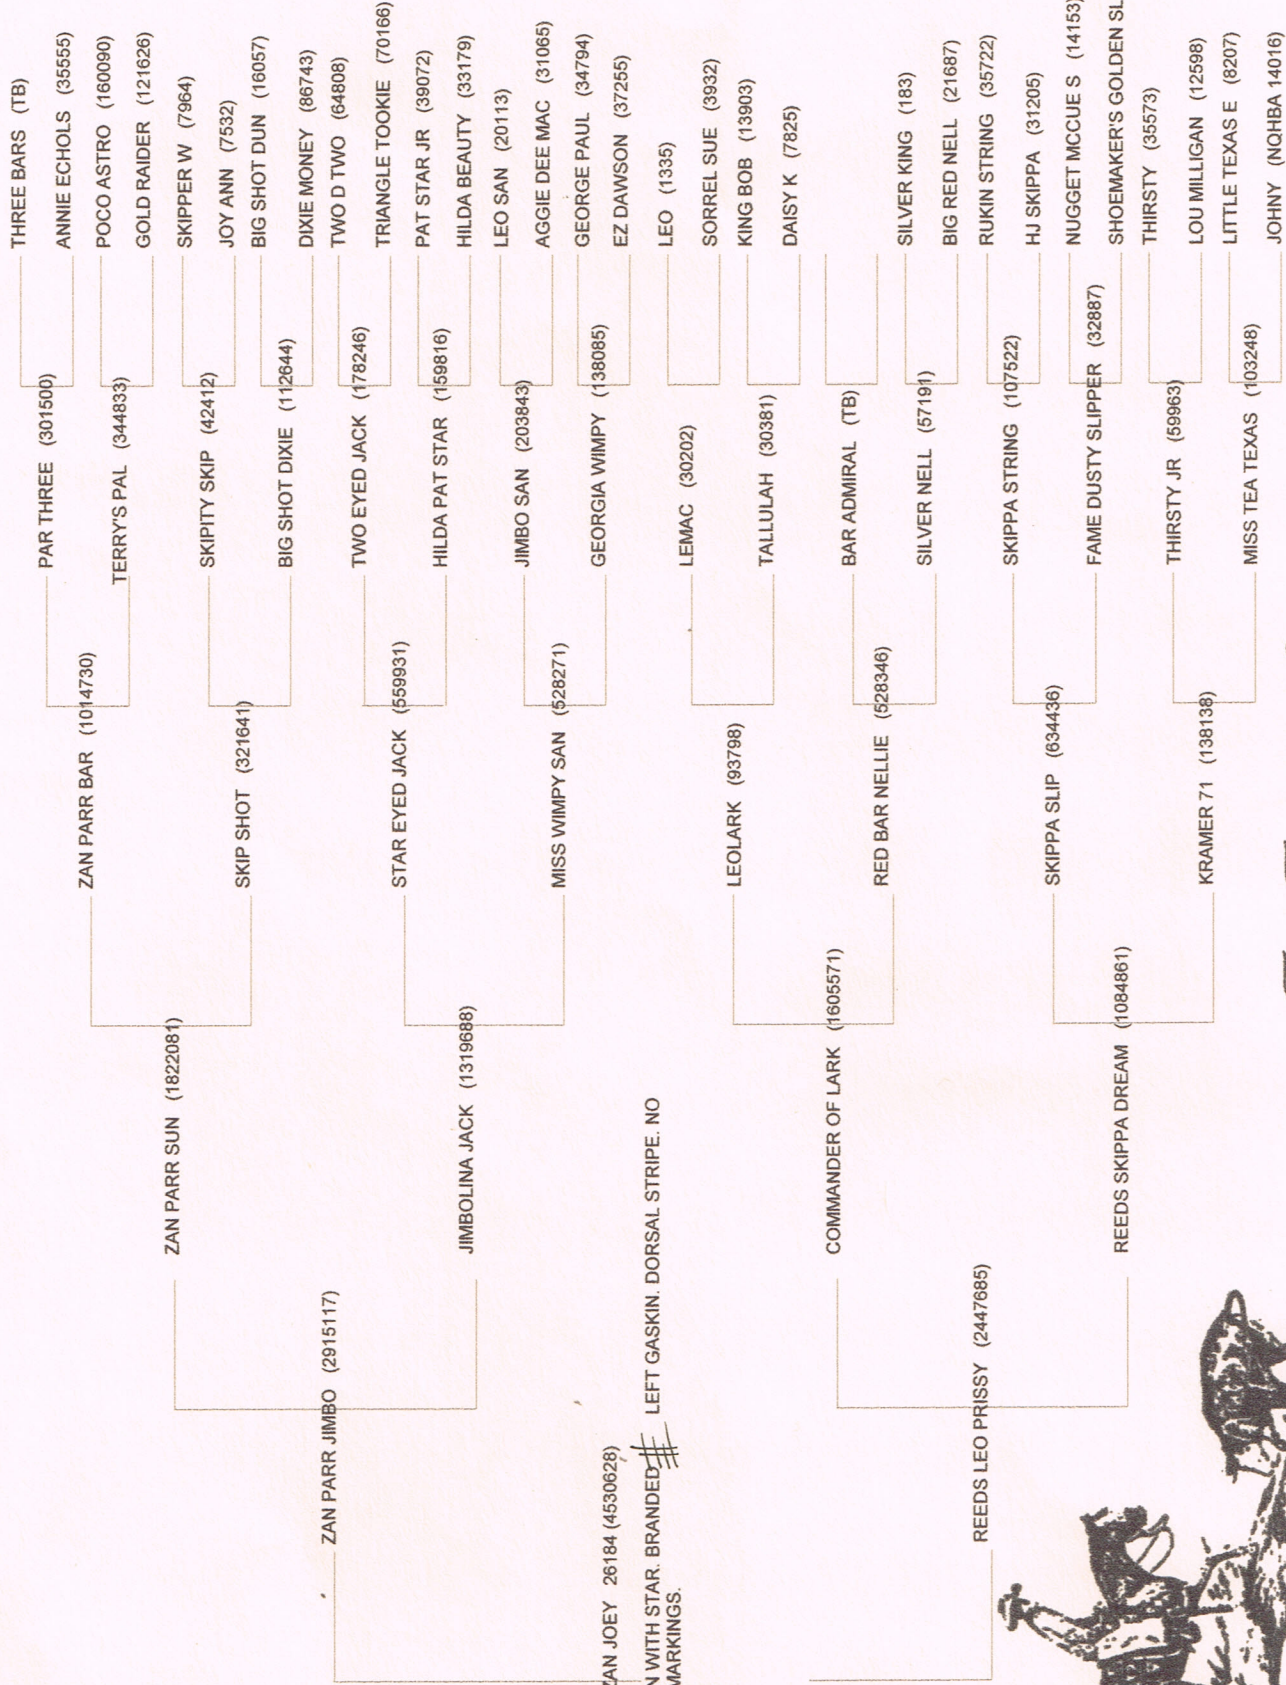 ZAN JOEY 26184 (4530628)
N WITH STAR. BRANDED LEFT GASKIN. DORSAL STRIPE. NO
MARKINGS.
ZAN PARR JIMBO (2915117)
REEDS LEO PRISSY (2447685)
ZAN PARR SUN (1822081)
JIMBOLINA JACK (1319688)
COMMANDER OF LARK (1605571)
REEDS SKIPPA DREAM (1084861)
ZAN PARR BAR (1014730)
SKIP SHOT (321641)
STAR EYED JACK (559931)
MISS WIMPY SAN (528271)
LEOLARK (93798)
RED BAR NELLIE (528346)
SKIPPA SLIP (634436)
KRAMER 71 (138138)
PAR THREE (301500)
TERRY'S PAL (344833)
SKIPITY SKIP (42412)
BIG SHOT DIXIE (112644)
TWO EYED JACK (178246)
HILDA PAT STAR (159816)
JIMBO SAN (203843)
GEORGIA WIMPY (138085)
LEMAC (30202)
TALLULAH (30381)
BAR ADMIRAL (TB)
SILVER NELL (57191)
SKIPPA STRING (107522)
FAME DUSTY SLIPPER (32887)
THIRSTY JR (59963)
MISS TEA TEXAS (103248)
THREE BARS (TB)
ANNIE ECHOLS (35555)
POCO ASTRO (160090)
GOLD RAIDER (121626)
SKIPPER W (7964)
JOY ANN (7532)
BIG SHOT DUN (16057)
DIXIE MONEY (86743)
TWO D TWO (64808)
TRIANGLE TOOKIE (70166)
PAT STAR JR (39072)
HILDA BEAUTY (33179)
LEO SAN (20113)
AGGIE DEE MAC (31065)
GEORGE PAUL (34794)
EZ DAWSON (37255)
LEO (1335)
SORREL SUE (3932)
KING BOB (13903)
DAISY K (7825)
SILVER KING (183)
BIG RED NELL (21687)
RUKIN STRING (35722)
HJ SKIPPA (31205)
NUGGET MCCUE S (14153)
SHOEMAKER'S GOLDEN SL
THIRSTY (35573)
LOU MILLIGAN (12598)
LITTLE TEXAS E (8207)
JOHNY (NQHBA 14016)